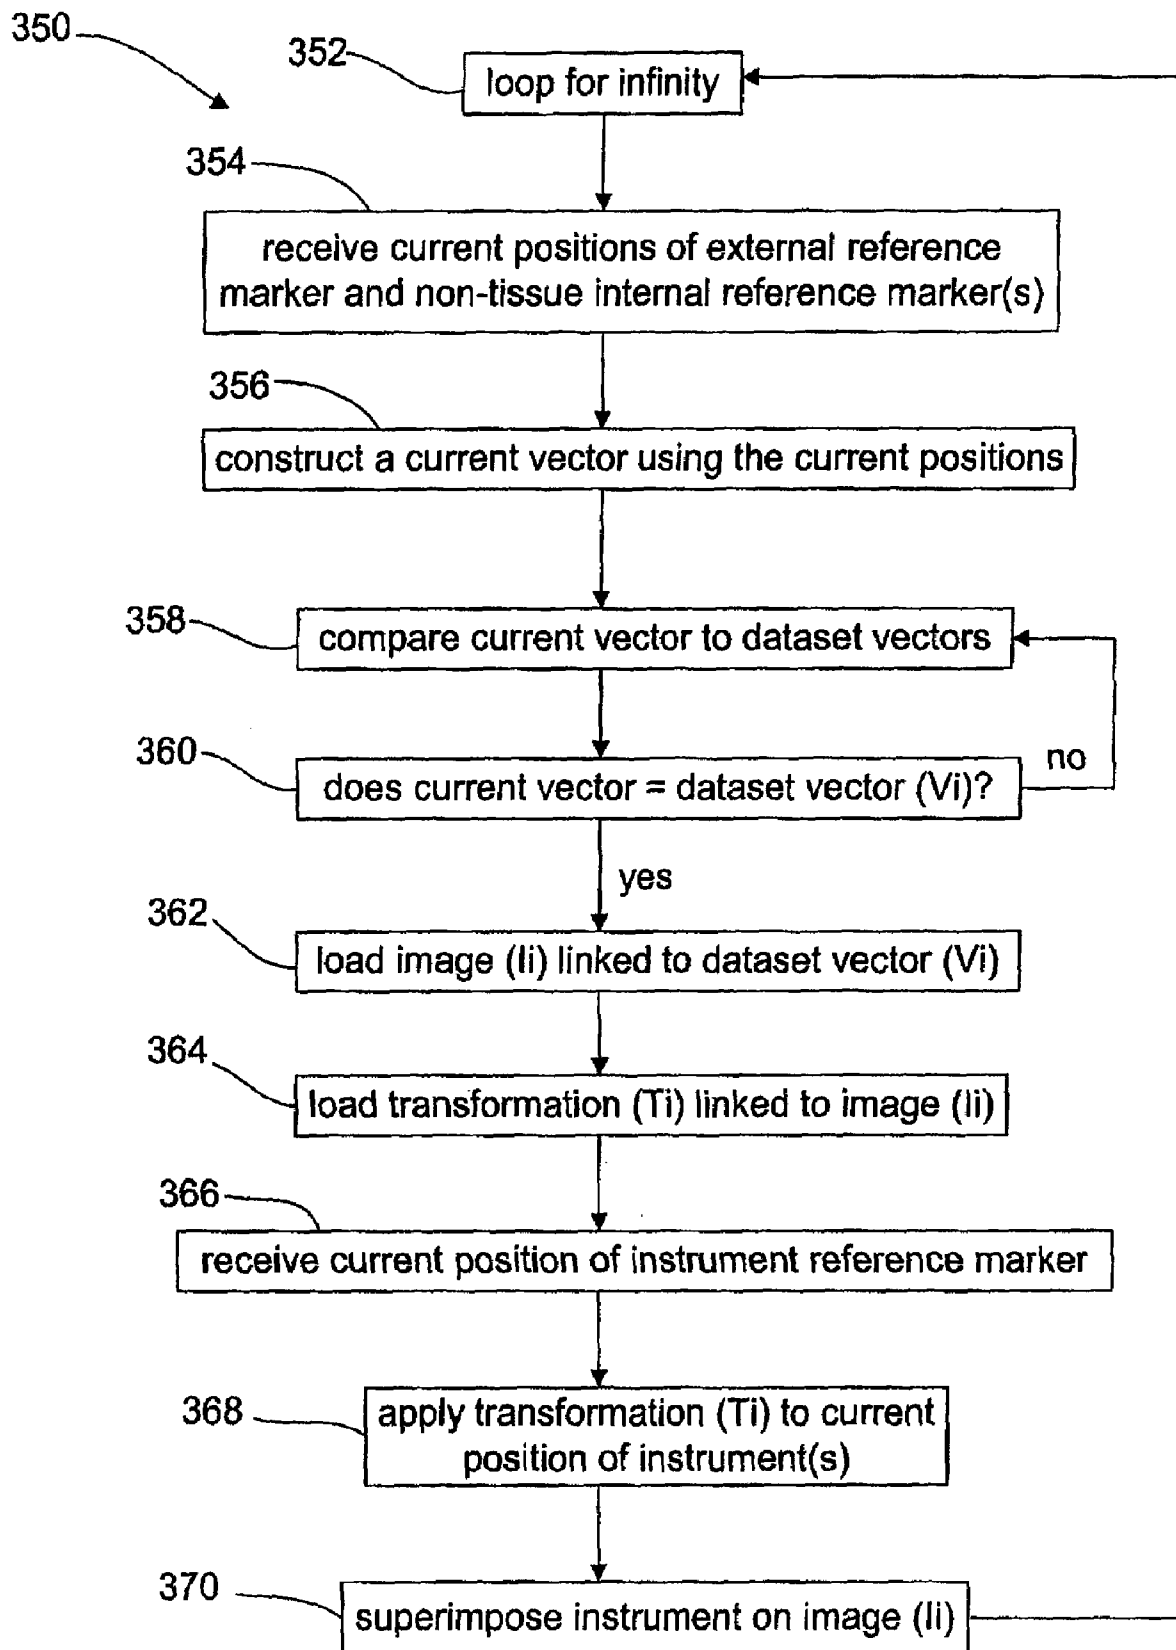 350
352
loop for infinity
354
receive current positions of external reference
marker and non-tissue internal reference marker(s)
356
construct a current vector using the current positions
358
compare current vector to dataset vectors
360
does current vector = dataset vector (Vi)?
no
yes
362
load image (Ii) linked to dataset vector (Vi)
364
load transformation (Ti) linked to image (Ii)
366
receive current position of instrument reference marker
368
apply transformation (Ti) to current
position of instrument(s)
370
superimpose instrument on image (Ii)